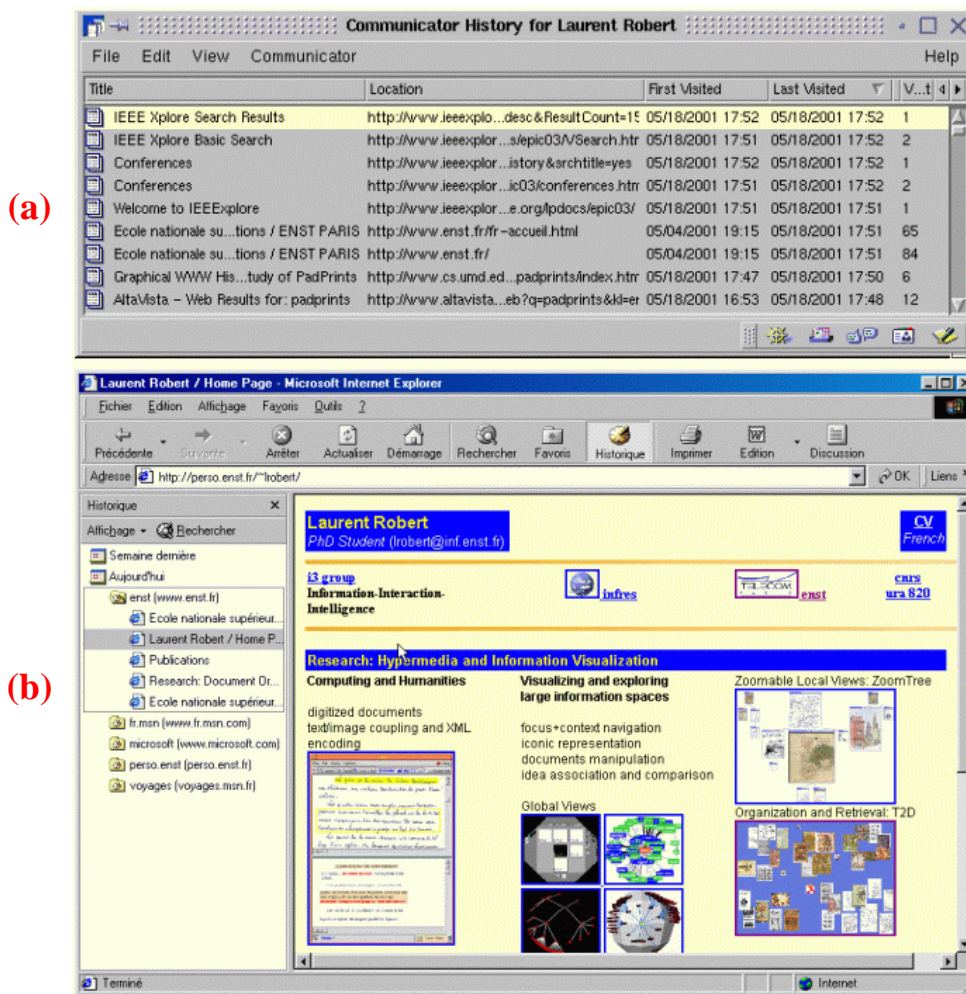 (a)
Communicator History for Laurent Robert
File Edit View Communicator Help
Title Location First Visited Last Visited V...t
IEEE Xplore Search Results http://www.ieeexplo...desc&ResultCount=15 05/18/2001 17:52 05/18/2001 17:52 1
IEEE Xplore Basic Search http://www.ieeexplor...s/epic03/VSearch.htr 05/18/2001 17:51 05/18/2001 17:52 2
Conferences http://www.ieeexplor...istory&srchtitle=yes 05/18/2001 17:52 05/18/2001 17:52 1
Conferences http://www.ieeexplor...ic03/conferences.htn 05/18/2001 17:51 05/18/2001 17:52 2
Welcome to IEEExplore http://www.ieeexplor...e.org/lpdocs/epic03/ 05/18/2001 17:51 05/18/2001 17:51 1
Ecole nationale su...tions / ENST PARIS http://www.enst.fr/fr-accueil.html 05/04/2001 19:15 05/18/2001 17:51 65
Ecole nationale su...tions / ENST PARIS http://www.enst.fr/ 05/04/2001 19:15 05/18/2001 17:51 84
Graphical WWW His...tudy of PadPrints http://www.cs.umd.ed...padprints/index.htn 05/18/2001 17:47 05/18/2001 17:50 6
AltaVista - Web Results for: padprints http://www.altavista...eb?q=padprints&kl=er 05/18/2001 16:53 05/18/2001 17:48 12
(b)
Laurent Robert / Home Page - Microsoft Internet Explorer
Fichier Edition Affichage Favoris Outils ?
Précédente Suivante Arrêter Actualiser Démarrage Rechercher Favoris Historique Imprimer Edition Discussion
Adresse http://perso.enst.fr/~lrobert/ OK Liens
Historique
Affichage Rechercher
Semaine dernière
Aujourd'hui
enst (www.enst.fr)
Ecole nationale supérieur...
Laurent Robert / Home P...
Publications
Research: Document Or...
Ecole nationale supérieur...
fr.msn (www.fr.msn.com)
microsoft (www.microsoft.com)
perso.enst (perso.enst.fr)
voyages (voyages.msn.fr)
Laurent Robert
PhD Student (lrobert@inf.enst.fr)
CV
French
i3 group
Information-Interaction-
Intelligence
infres
TELECOM
enst
cnrs
ura 820
Research: Hypermedia and Information Visualization
Computing and Humanities
digitized documents
text/image coupling and XML
encoding
Visualizing and exploring
large information spaces
focus+context navigation
iconic representation
documents manipulation
idea association and comparison
Global Views
Zoomable Local Views: ZoomTree
Organization and Retrieval: T2D
Terminé Internet